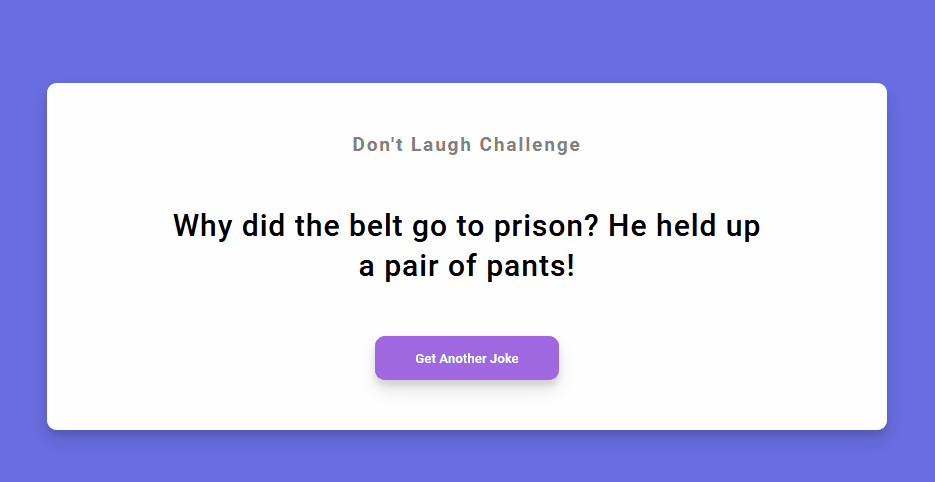 Don't Laugh Challenge
Why did the belt go to prison? He held up
a pair of pants!
Get Another Joke